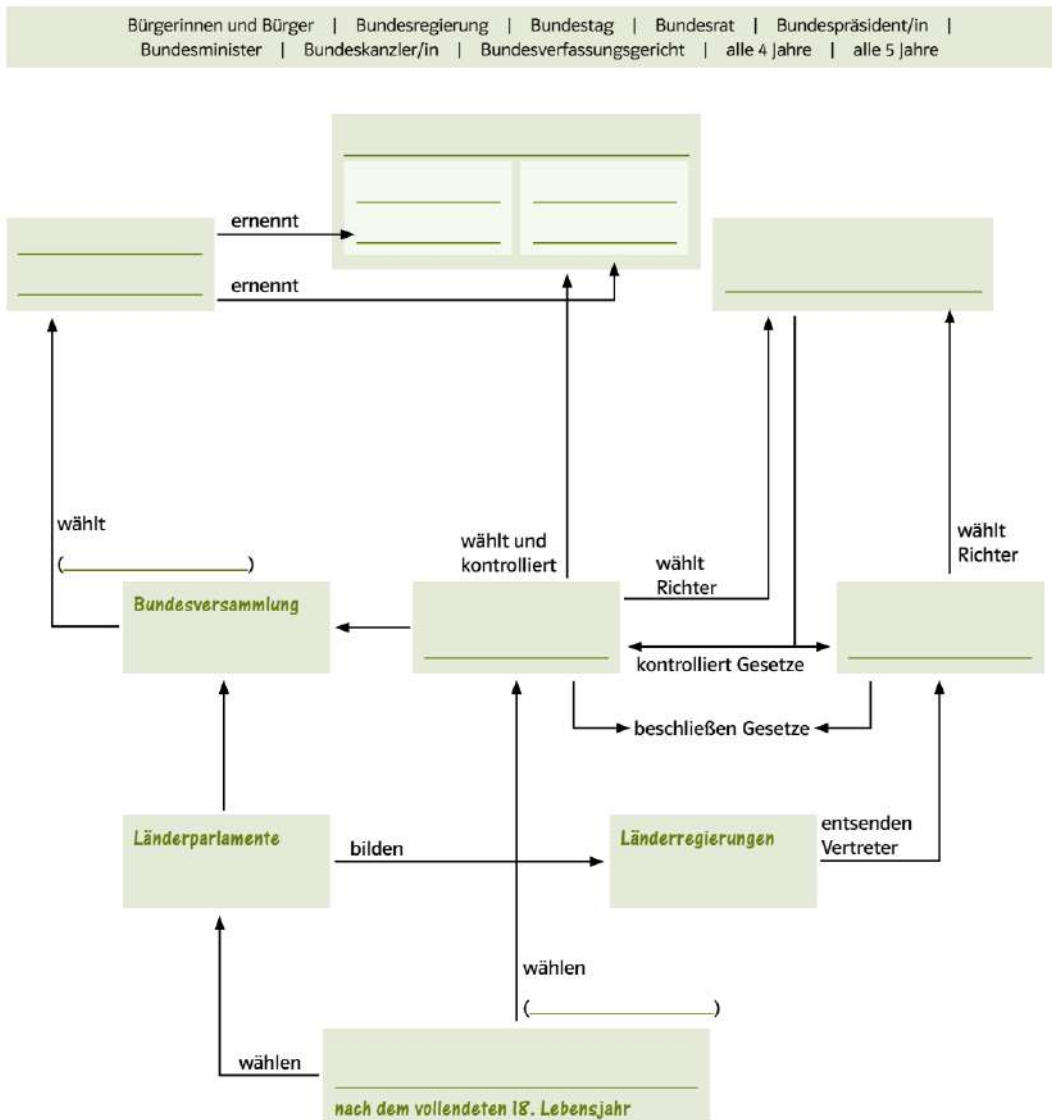 Bürgerinnen und Bürger | Bundesregierung | Bundestag | Bundesrat | Bundespräsident/in |
Bundesminister | Bundeskanzler/in | Bundesverfassungsgericht | alle 4 Jahre | alle 5 Jahre
ernennt
ernennt
wählt
(____________________)
wählt und
kontrolliert
wählt
Richter
wählt
Richter
Bundesversammlung
kontrolliert Gesetze
beschließen Gesetze
Länderparlamente
bilden
Länderregierungen
entsenden
Vertreter
wählen
(____________________)
wählen
nach dem vollendeten 18. Lebensjahr